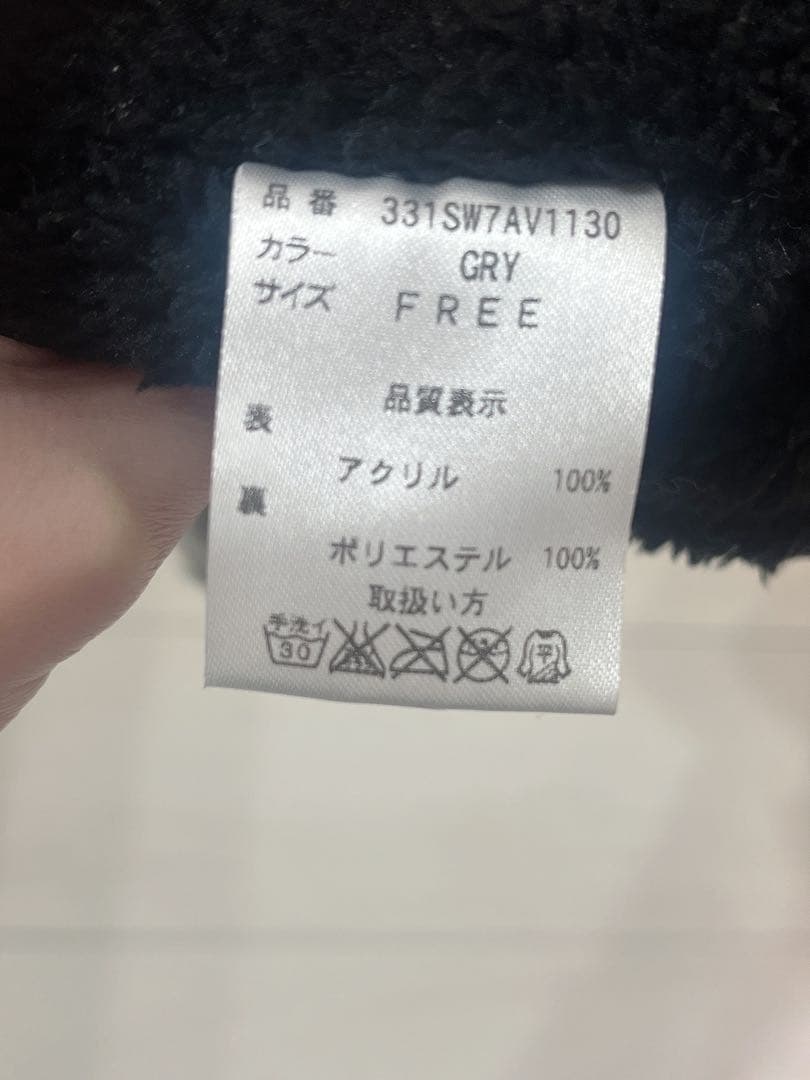 品番 331SW7AV1130
カラー GRY
サイズ FREE
品質表示
表
アクリル 100%
裏
ポリエステル 100%
取扱い方
手洗イ
30
平